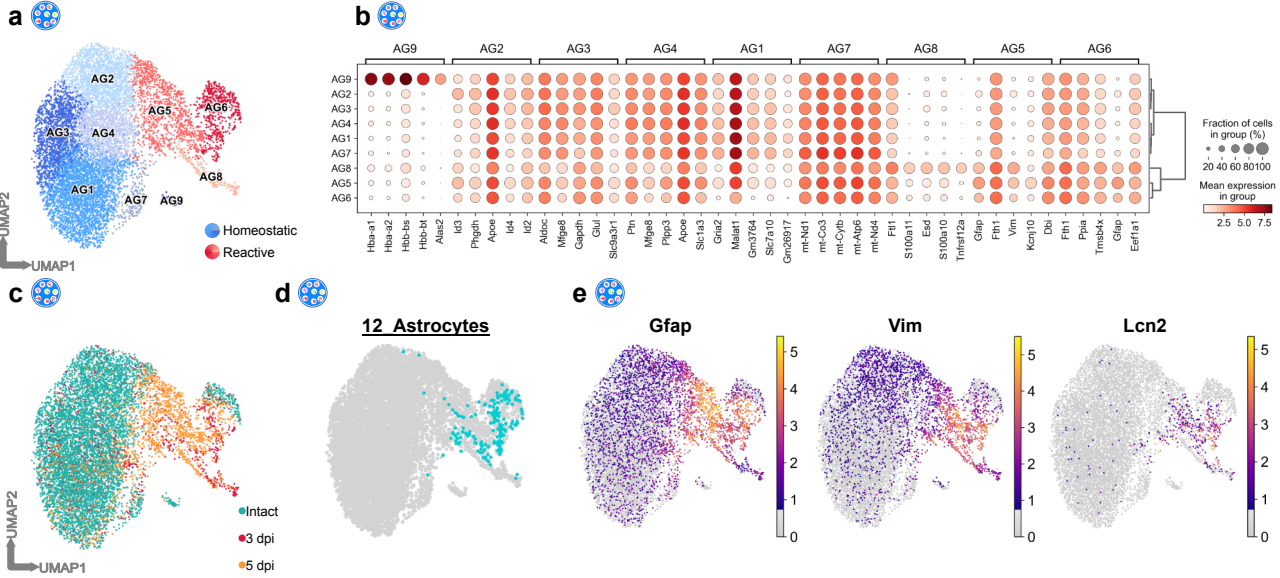 a
AG2
AG5
AG6
AG3
AG4
AG1
AG8
AG7
AG9
Homeostatic
Reactive
UMAP2
UMAP1
b
AG9 AG2 AG3 AG4 AG1 AG7 AG8 AG5 AG6
AG9
AG2
AG3
AG4
AG1
AG7
AG8
AG5
AG6
Hba-a1 Hba-a2 Hbb-bs Hbb-bt Alas2 Id3 Phgdh Apoe Id4 Id2 Aldoc Mfge8 Gapdh Glul Slc9a3r1 Ptn Mfge8 Plpp3 Apoe Slc1a3 Gria2 Malat1 Gm3764 Slc7a10 Gm26917 mt-Nd1 mt-Co3 mt-Cytb mt-Atp6 mt-Nd4 Ftl1 S100a11 Esd S100a10 Tnfrsf12a Gfap Fth1 Vim Kcnj10 Dbi Fth1 Ppia Tmsb4x Gfap Eef1a1
Fraction of cells
in group (%)
20 40 60 80100
Mean expression
in group
2.5 5.0 7.5
c
Intact
3 dpi
5 dpi
UMAP2
UMAP1
d
12_Astrocytes
e
Gfap
5
4
3
2
1
0
Vim
5
4
3
2
1
0
Lcn2
5
4
3
2
1
0